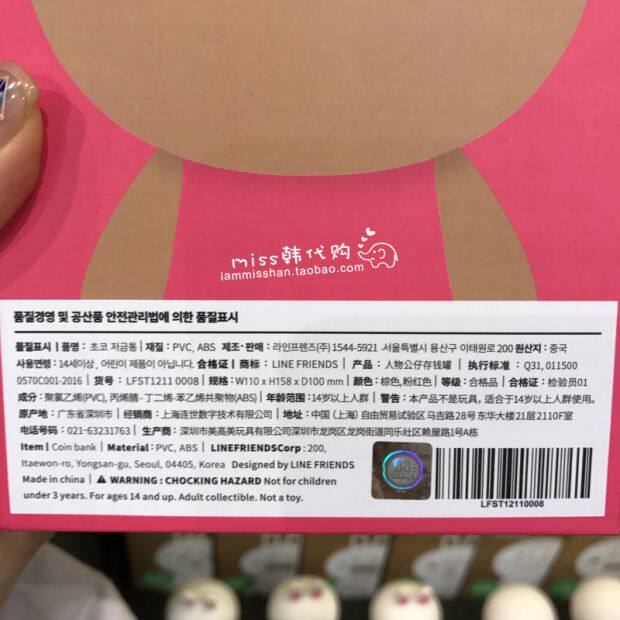 miss韩代购
iammisshan.taobao.com
품질경영 및 공산품 안전관리법에 의한 품질표시
품질표시 | 품명 : 초코 저금통 | 재질 : PVC, ABS 제조·판매 : 라인프렌즈(주) 1544-5921 서울특별시 용산구 이태원로 200 원산지 : 중국
사용연령 : 14세이상, 어린이 제품이 아닙니다. 合格证 | 商标 : LINE FRIENDS | 产品 : 人物公仔存钱罐 | 执行标准 : Q31, 011500
0570C001-2016 | 货号 : LFST1211 0008 | 规格 : W110 x H158 x D100 mm | 颜色 : 棕色,粉红色 | 等级 : 合格品 | 合格证 : 检验员01
成分 : 聚氯乙烯(PVC), 丙烯腈-丁二烯-苯乙烯共聚物(ABS) | 年龄范围 : 14岁以上人群 | 警告 : 本产品不是玩具，适合于14岁以上人群使用。
原产地 : 广东省深圳市 | 经销商 : 上海连世数字技术有限公司 | 地址 : 中国（上海）自由贸易试验区马吉路28号东华大楼21层2110F室
电话号码 : 021-63231763 | 生产商 : 深圳市美高美玩具有限公司深圳市龙岗区龙岗街道同乐社区赖屋路1号A栋
Item | Coin bank | Material : PVC, ABS | LINEFRIENDSCorp : 200,
Itaewon-ro, Yongsan-gu, Seoul, 04405, Korea Designed by LINE FRIENDS
Made in china | ⚠ WARNING : CHOCKING HAZARD Not for children
under 3 years. For ages 14 and up. Adult collectible. Not a toy.
LINE
FRIENDS
LFST12110008